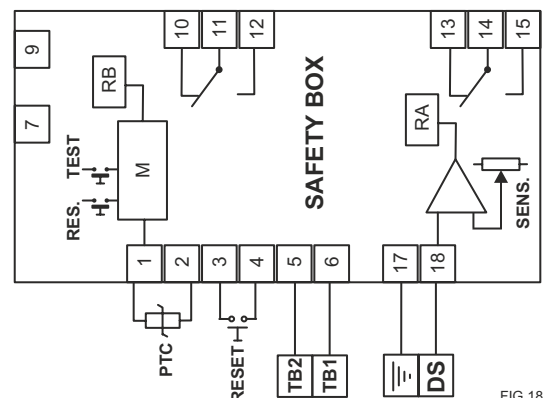 9
7
10
11
12
13
14
15
RB
RA
TEST
RES.
M
SAFETY BOX
SENS.
1
2
3
4
5
6
17
18
PTC
RESET
TB2
TB1
DS
FIG.18